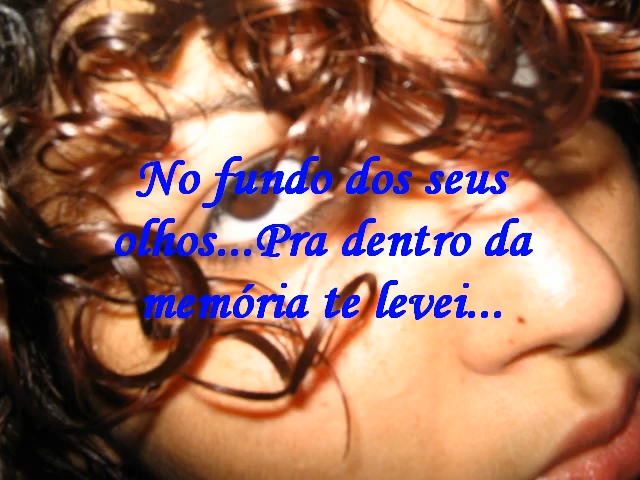 No fundo dos seus
olhos...Pra dentro da
memória te levei...